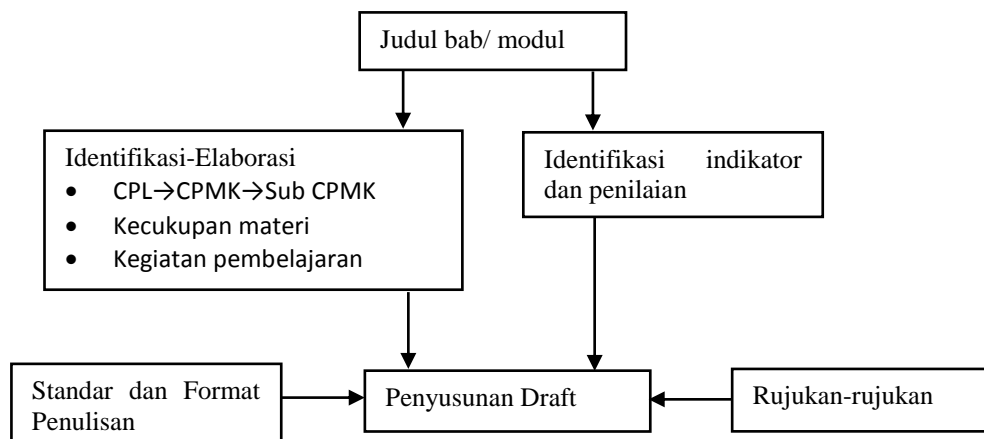 Judul bab/ modul
Identifikasi-Elaborasi
• CPL→CPMK→Sub CPMK
• Kecukupan materi
• Kegiatan pembelajaran
Identifikasi indikator
dan penilaian
Standar dan Format
Penulisan
Penyusunan Draft
Rujukan-rujukan